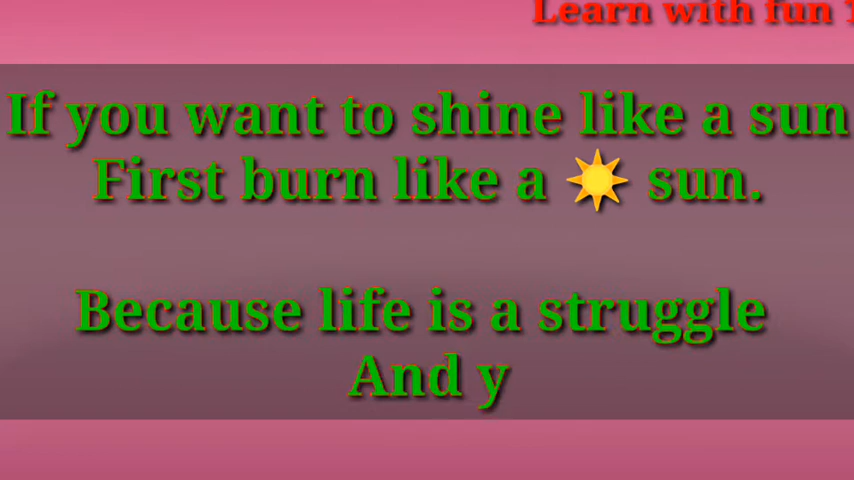 Learn with fun
If you want to shine like a sun
First burn like a ☀ sun.
Because life is a struggle
And y